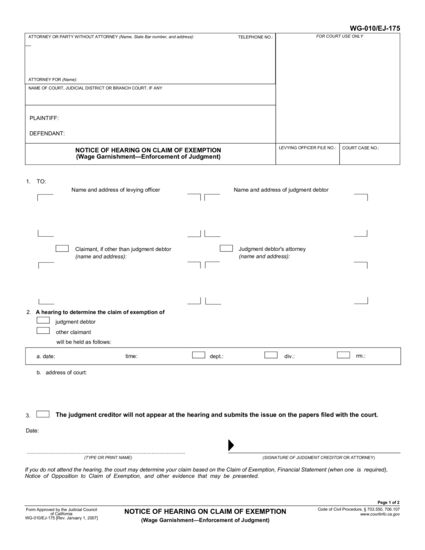 WG-010/EJ-175
ATTORNEY OR PARTY WITHOUT ATTORNEY (Name, State Bar number, and address):
TELEPHONE NO.:
FOR COURT USE ONLY
ATTORNEY FOR (Name):
NAME OF COURT, JUDICIAL DISTRICT OR BRANCH COURT, IF ANY
PLAINTIFF:
DEFENDANT:
NOTICE OF HEARING ON CLAIM OF EXEMPTION
(Wage Garnishment—Enforcement of Judgment)
LEVYING OFFICER FILE NO.:
COURT CASE NO.:
1. TO:
Name and address of levying officer
Name and address of judgment debtor
Claimant, if other than judgment debtor
(name and address):
Judgment debtor's attorney
(name and address):
2. A hearing to determine the claim of exemption of
judgment debtor
other claimant
will be held as follows:
a. date: time: dept.: div.: rm.:
b. address of court:
3. The judgment creditor will not appear at the hearing and submits the issue on the papers filed with the court.
Date:
(TYPE OR PRINT NAME)
(SIGNATURE OF JUDGMENT CREDITOR OR ATTORNEY)
If you do not attend the hearing, the court may determine your claim based on the Claim of Exemption, Financial Statement (when one is required),
Notice of Opposition to Claim of Exemption, and other evidence that may be presented.
Page 1 of 2
Form Approved by the Judicial Council
of California
WG-010/EJ-175 [Rev. January 1, 2007]
NOTICE OF HEARING ON CLAIM OF EXEMPTION
(Wage Garnishment—Enforcement of Judgment)
Code of Civil Procedure, § 703.550, 706.107
www.courtinfo.ca.gov